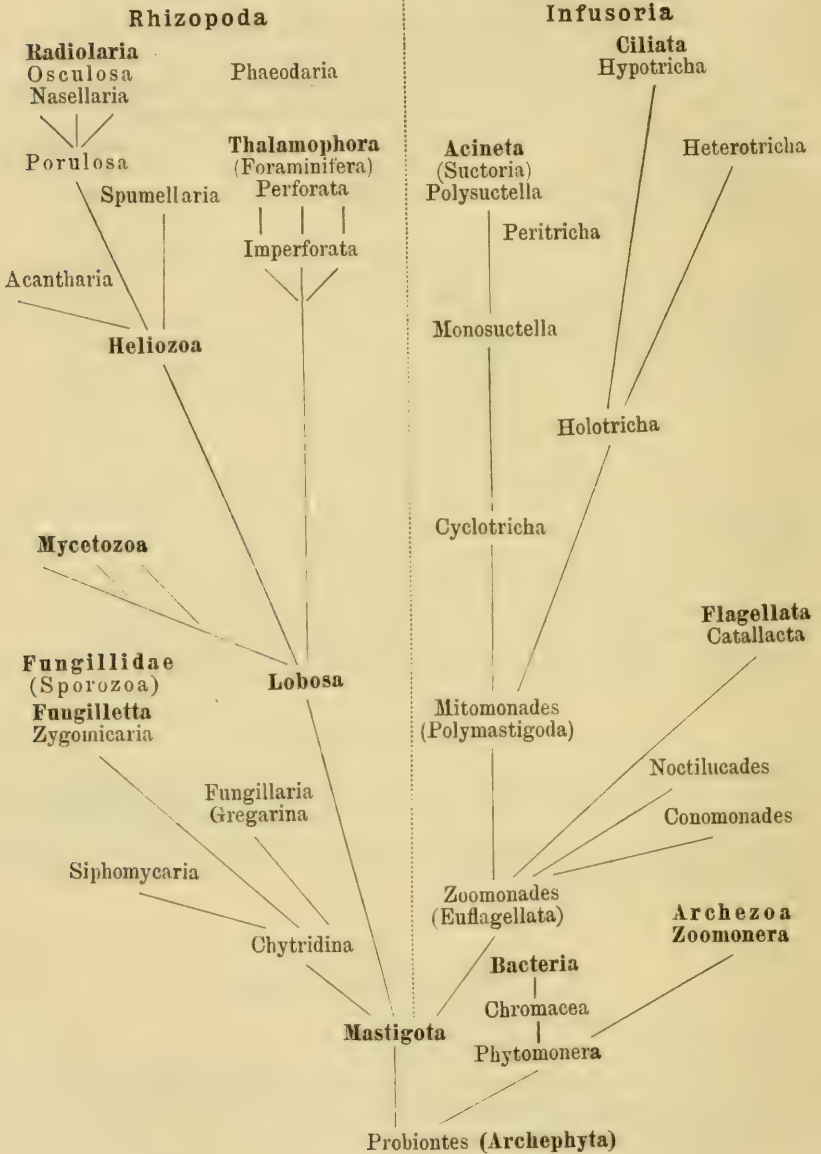 Rhizopoda
Infusoria
Radiolaria
Osculosa
Nasellaria
Phaeodaria
Ciliata
Hypotricha
Porulosa
Thalamophora
(Foraminifera)
Perforata
Acineta
(Suctoria)
Polysuctella
Heterotricha
Spumellaria
Peritricha
Imperforata
Acantharia
Monosuctella
Heliozoa
Holotricha
Cyclotricha
Mycetozoa
Flagellata
Catallacta
Fungillidae
(Sporozoa)
Fungilletta
Zygomicaria
Lobosa
Mitomonades
(Polymastigoda)
Noctilucades
Fungillaria
Gregarina
Conomonades
Siphomycaria
Zoomonades
(Euflagellata)
Archezoa
Zoomonera
Chytridina
Bacteria
Chromacea
Mastigota
Phytomonera
Probiontes (Archephyta)